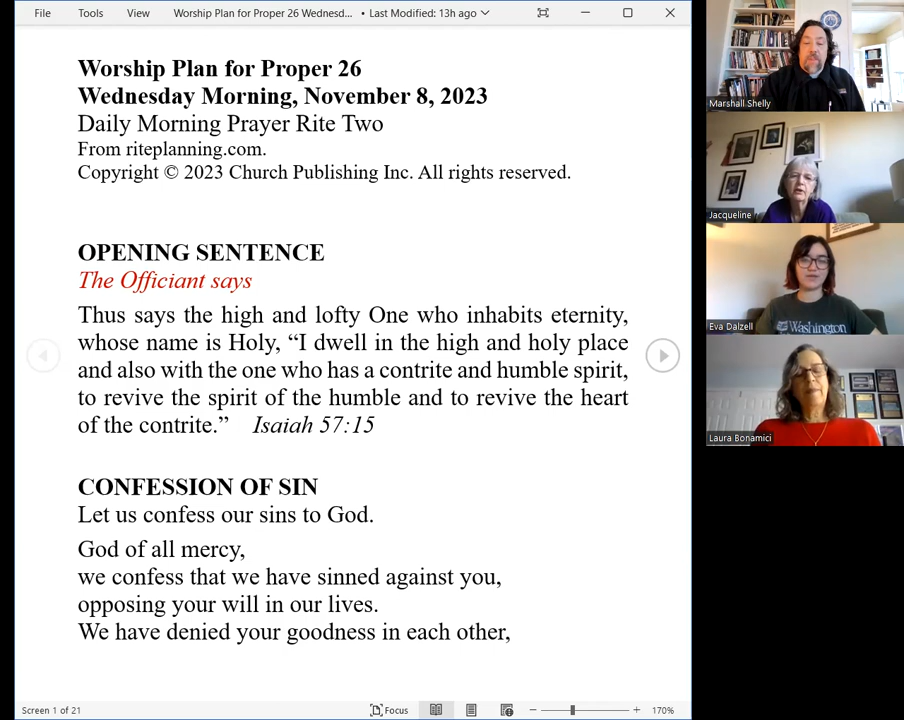 File Tools View Worship Plan for Proper 26 Wednesd... • Last Modified: 13h ago
Worship Plan for Proper 26
Wednesday Morning, November 8, 2023
Daily Morning Prayer Rite Two
From riteplanning.com.
Copyright © 2023 Church Publishing Inc. All rights reserved.
OPENING SENTENCE
The Officiant says
Thus says the high and lofty One who inhabits eternity,
whose name is Holy, “I dwell in the high and holy place
and also with the one who has a contrite and humble spirit,
to revive the spirit of the humble and to revive the heart
of the contrite.” Isaiah 57:15
CONFESSION OF SIN
Let us confess our sins to God.
God of all mercy,
we confess that we have sinned against you,
opposing your will in our lives.
We have denied your goodness in each other,
Screen 1 of 21
Focus
170%
Marshall Shelly
Jacqueline
Washington
Eva Dalzell
Laura Bonamici